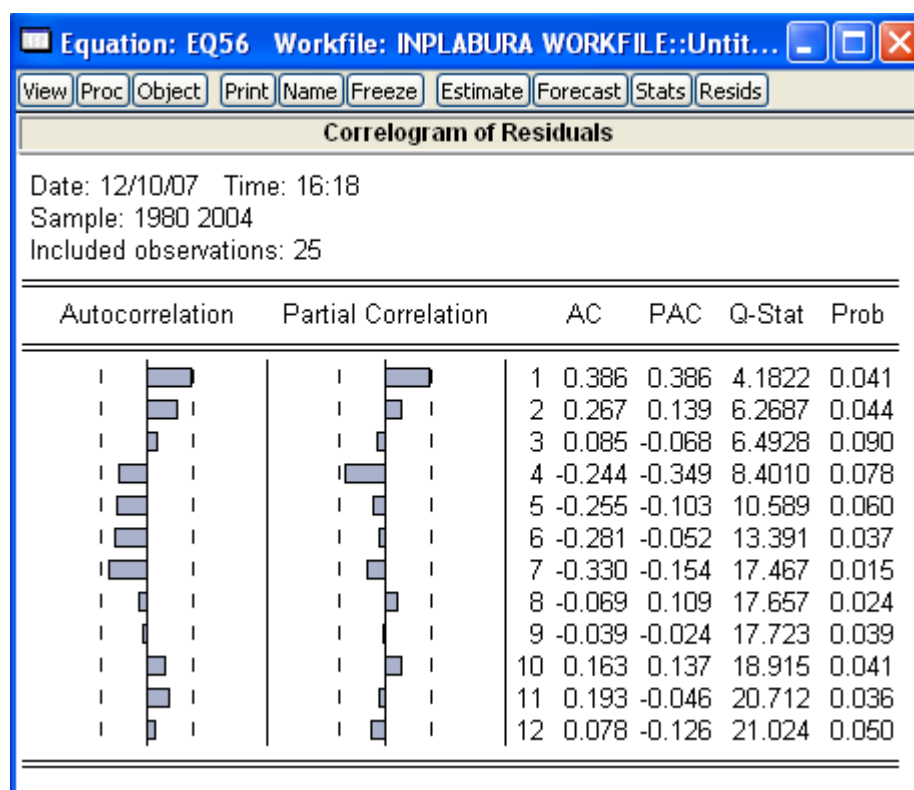 Equation: EQ56 Workfile: INPLABURA WORKFILE::Untit...
View Proc Object Print Name Freeze Estimate Forecast Stats Resids
Correlogram of Residuals
Date: 12/10/07 Time: 16:18
Sample: 1980 2004
Included observations: 25
Autocorrelation Partial Correlation AC PAC Q-Stat Prob
1 0.386 0.386 4.1822 0.041
2 0.267 0.139 6.2687 0.044
3 0.085 -0.068 6.4928 0.090
4 -0.244 -0.349 8.4010 0.078
5 -0.255 -0.103 10.589 0.060
6 -0.281 -0.052 13.391 0.037
7 -0.330 -0.154 17.467 0.015
8 -0.069 0.109 17.657 0.024
9 -0.039 -0.024 17.723 0.039
10 0.163 0.137 18.915 0.041
11 0.193 -0.046 20.712 0.036
12 0.078 -0.126 21.024 0.050